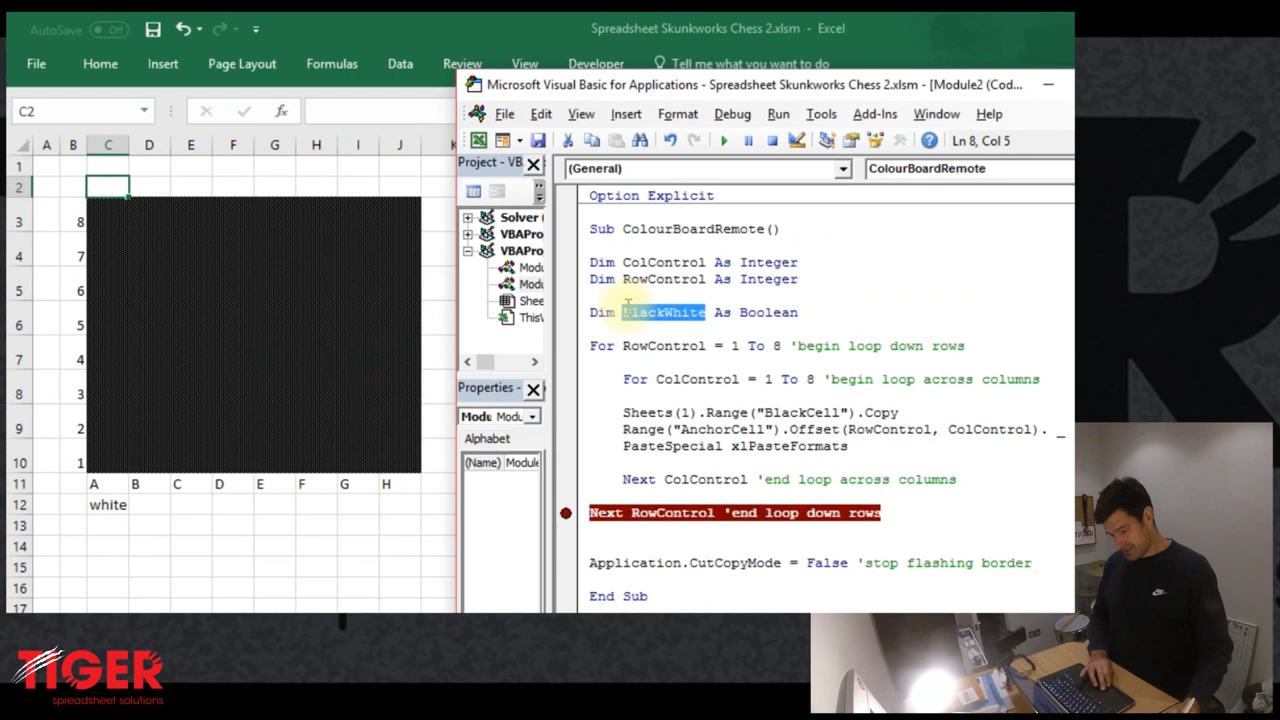 AutoSave Off
Spreadsheet Skunkworks Chess 2.xlsm - Excel
File Home Insert Page Layout Formulas Data Review View Developer Tell me what you want to do
Microsoft Visual Basic for Applications - Spreadsheet Skunkworks Chess 2.xlsm - [Module2 (Cod...
C2 fx
File Edit View Insert Format Debug Run Tools Add-Ins Window Help
Ln 8, Col 5
A B C D E F G H I J K
Project - VB
(General) ColourBoardRemote
1
2
3 8
4 7
5 6
6 5
7 4
8 3
9 2
10 1
11 A B C D E F G H
12 white
13
14
15
16
17
Solver (
VBAPro
VBAPro
Modu
Modu
Shee
ThisV
Properties -
Modu Modu
Alphabet
(Name) Module
Option Explicit
Sub ColourBoardRemote()
Dim ColControl As Integer
Dim RowControl As Integer
Dim BlackWhite As Boolean
For RowControl = 1 To 8 'begin loop down rows
For ColControl = 1 To 8 'begin loop across columns
Sheets(1).Range("BlackCell").Copy
Range("AnchorCell").Offset(RowControl, ColControl). _
PasteSpecial xlPasteFormats
Next ColControl 'end loop across columns
Next RowControl 'end loop down rows
Application.CutCopyMode = False 'stop flashing border
End Sub
TIGER
spreadsheet solutions